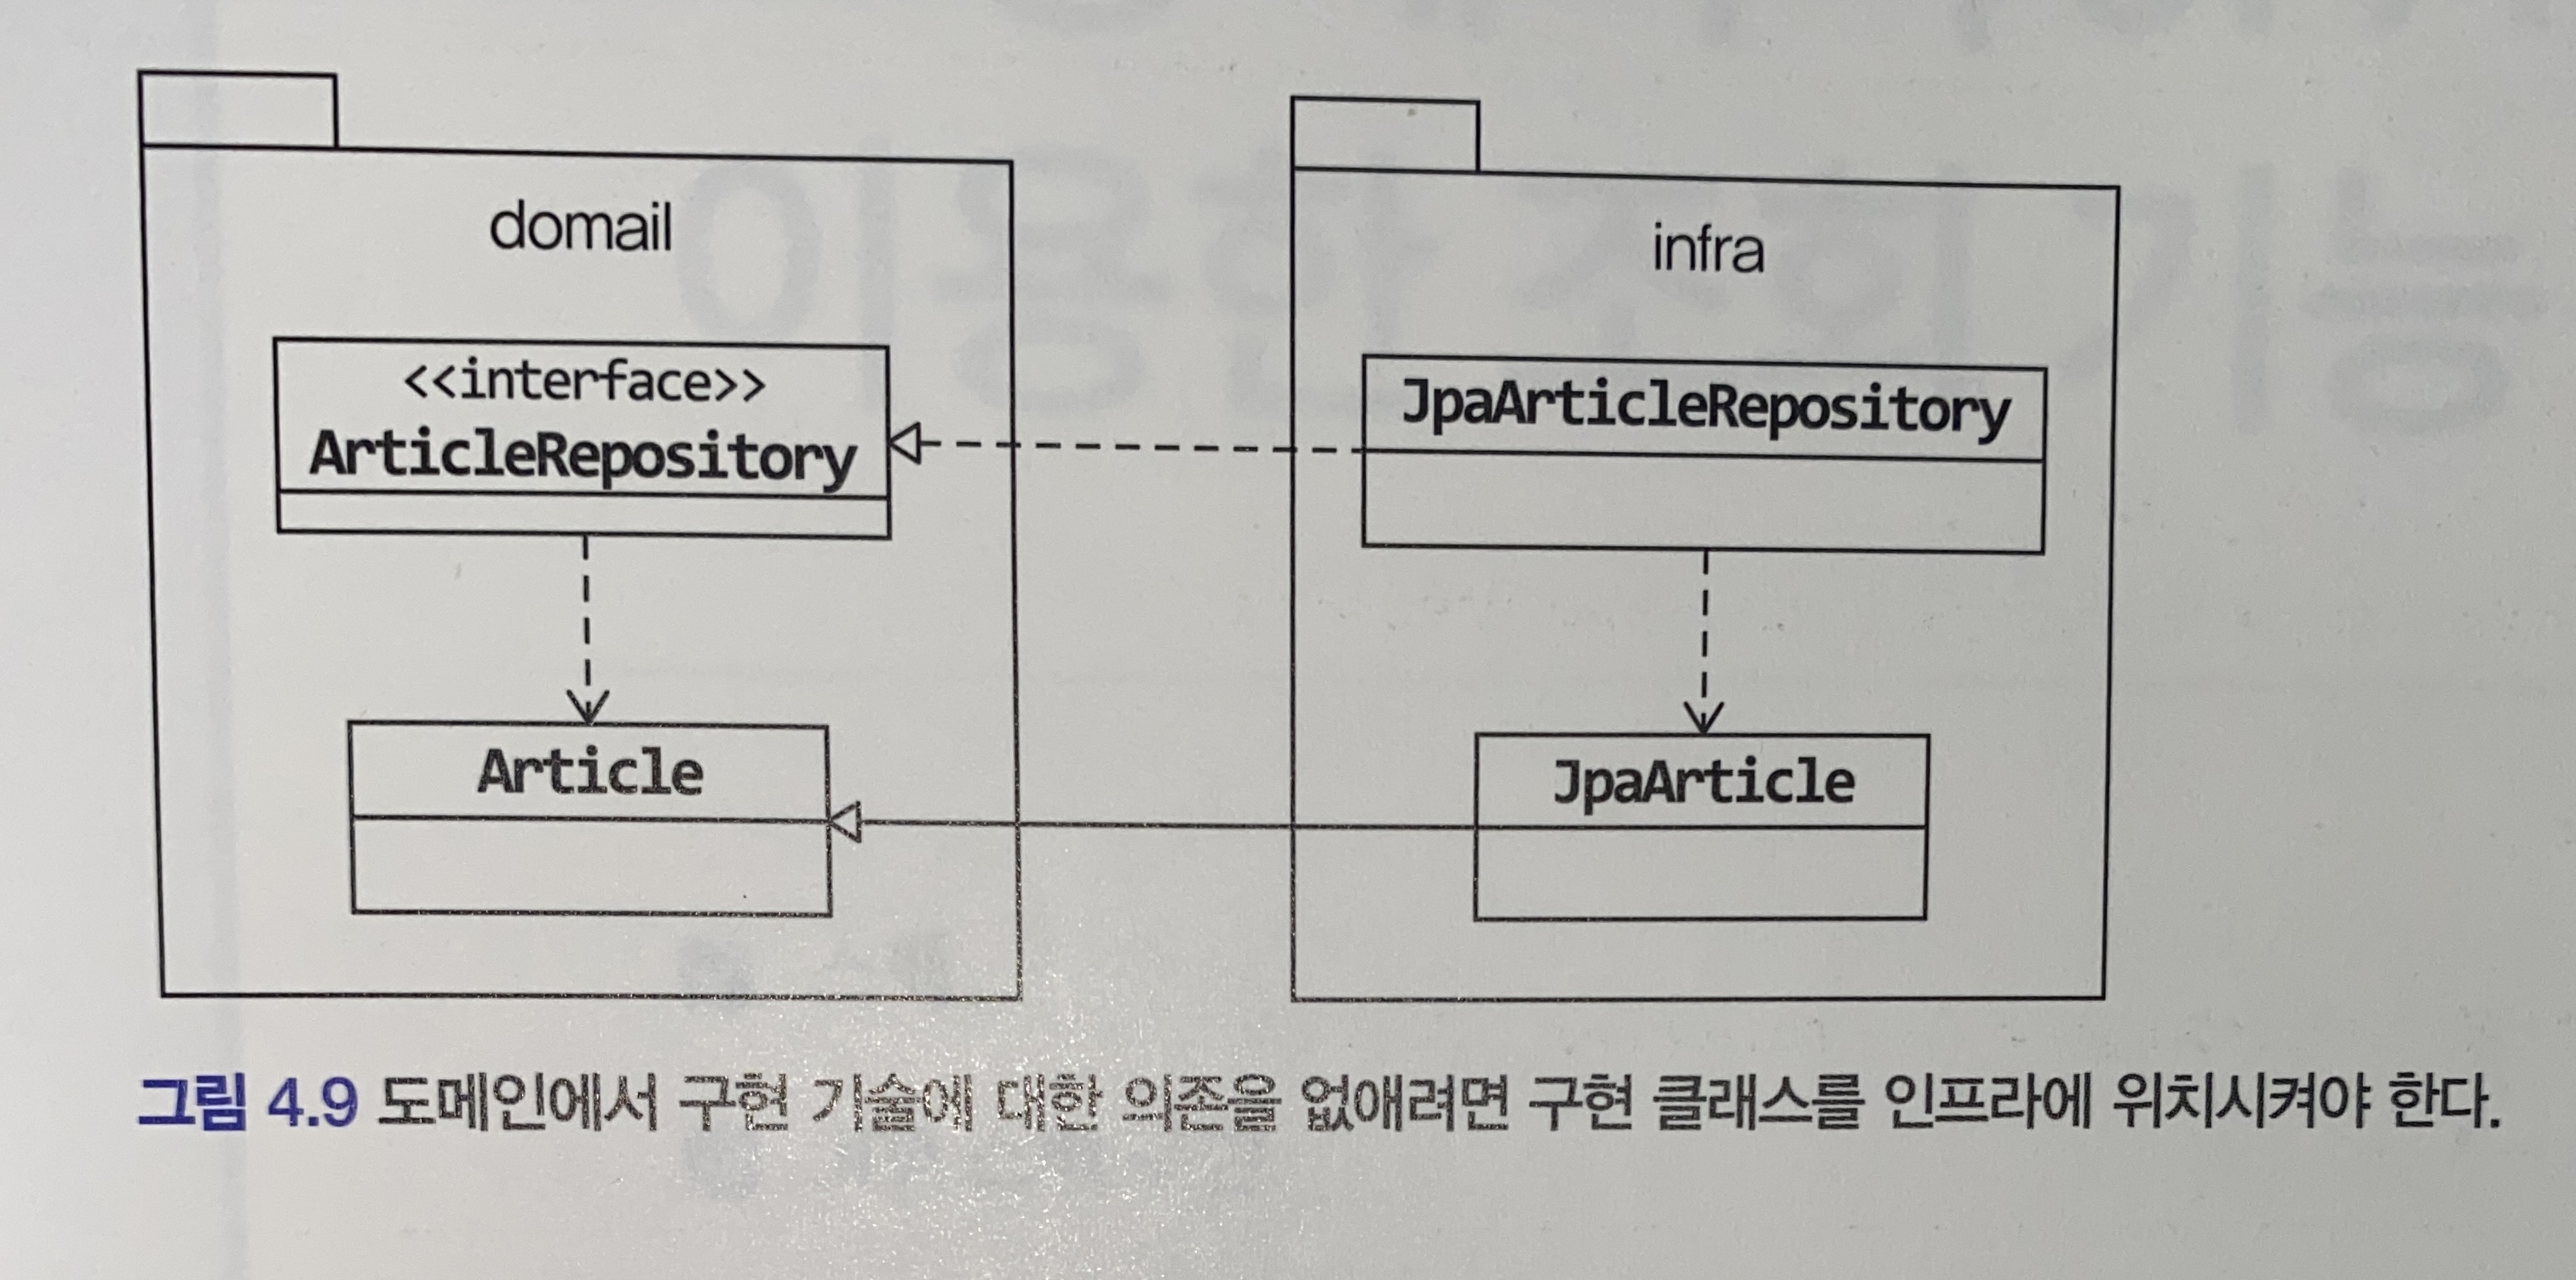 domail
infra
<<interface>>
ArticleRepository
JpaArticleRepository
Article
JpaArticle
그림 4.9 도메인에서 구현 기술에 대한 의존을 없애려면 구현 클래스를 인프라에 위치시켜야 한다.